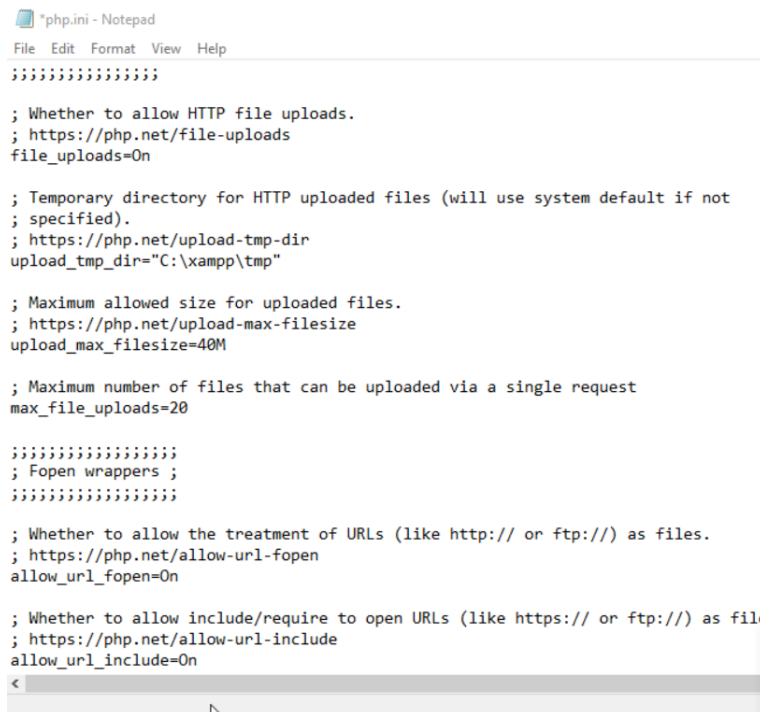 *php.ini - Notepad
File Edit Format View Help
;;;;;;;;;;;;;;;;
; Whether to allow HTTP file uploads.
; https://php.net/file-uploads
file_uploads=On
; Temporary directory for HTTP uploaded files (will use system default if not
; specified).
; https://php.net/upload-tmp-dir
upload_tmp_dir="C:\xampp\tmp"
; Maximum allowed size for uploaded files.
; https://php.net/upload-max-filesize
upload_max_filesize=40M
; Maximum number of files that can be uploaded via a single request
max_file_uploads=20
;;;;;;;;;;;;;;;;;;
; Fopen wrappers ;
;;;;;;;;;;;;;;;;;;
; Whether to allow the treatment of URLs (like http:// or ftp://) as files.
; https://php.net/allow-url-fopen
allow_url_fopen=On
; Whether to allow include/require to open URLs (like https:// or ftp://) as fil
; https://php.net/allow-url-include
allow_url_include=On